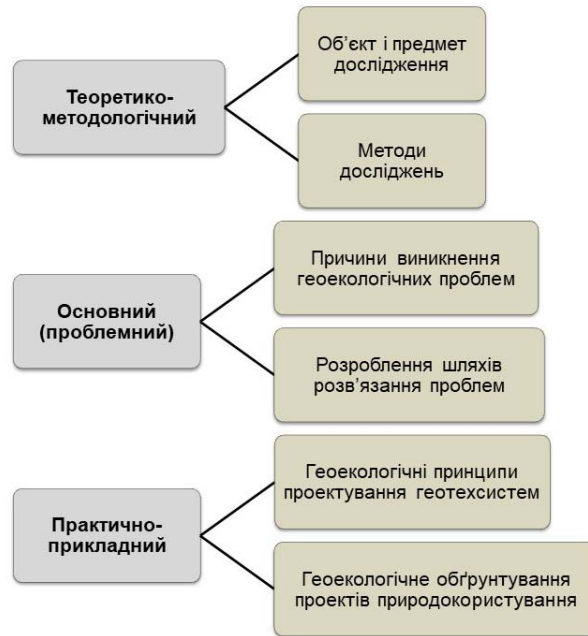 Теоретико-
методологічний
Об’єкт і предмет
дослідження
Методи
досліджень
Основний
(проблемний)
Причини виникнення
геоекологічних проблем
Розроблення шляхів
розв’язання проблем
Практично-
прикладний
Геоекологічні принципи
проектування геотехсистем
Геоекологічне обґрунтування
проектів природокористування